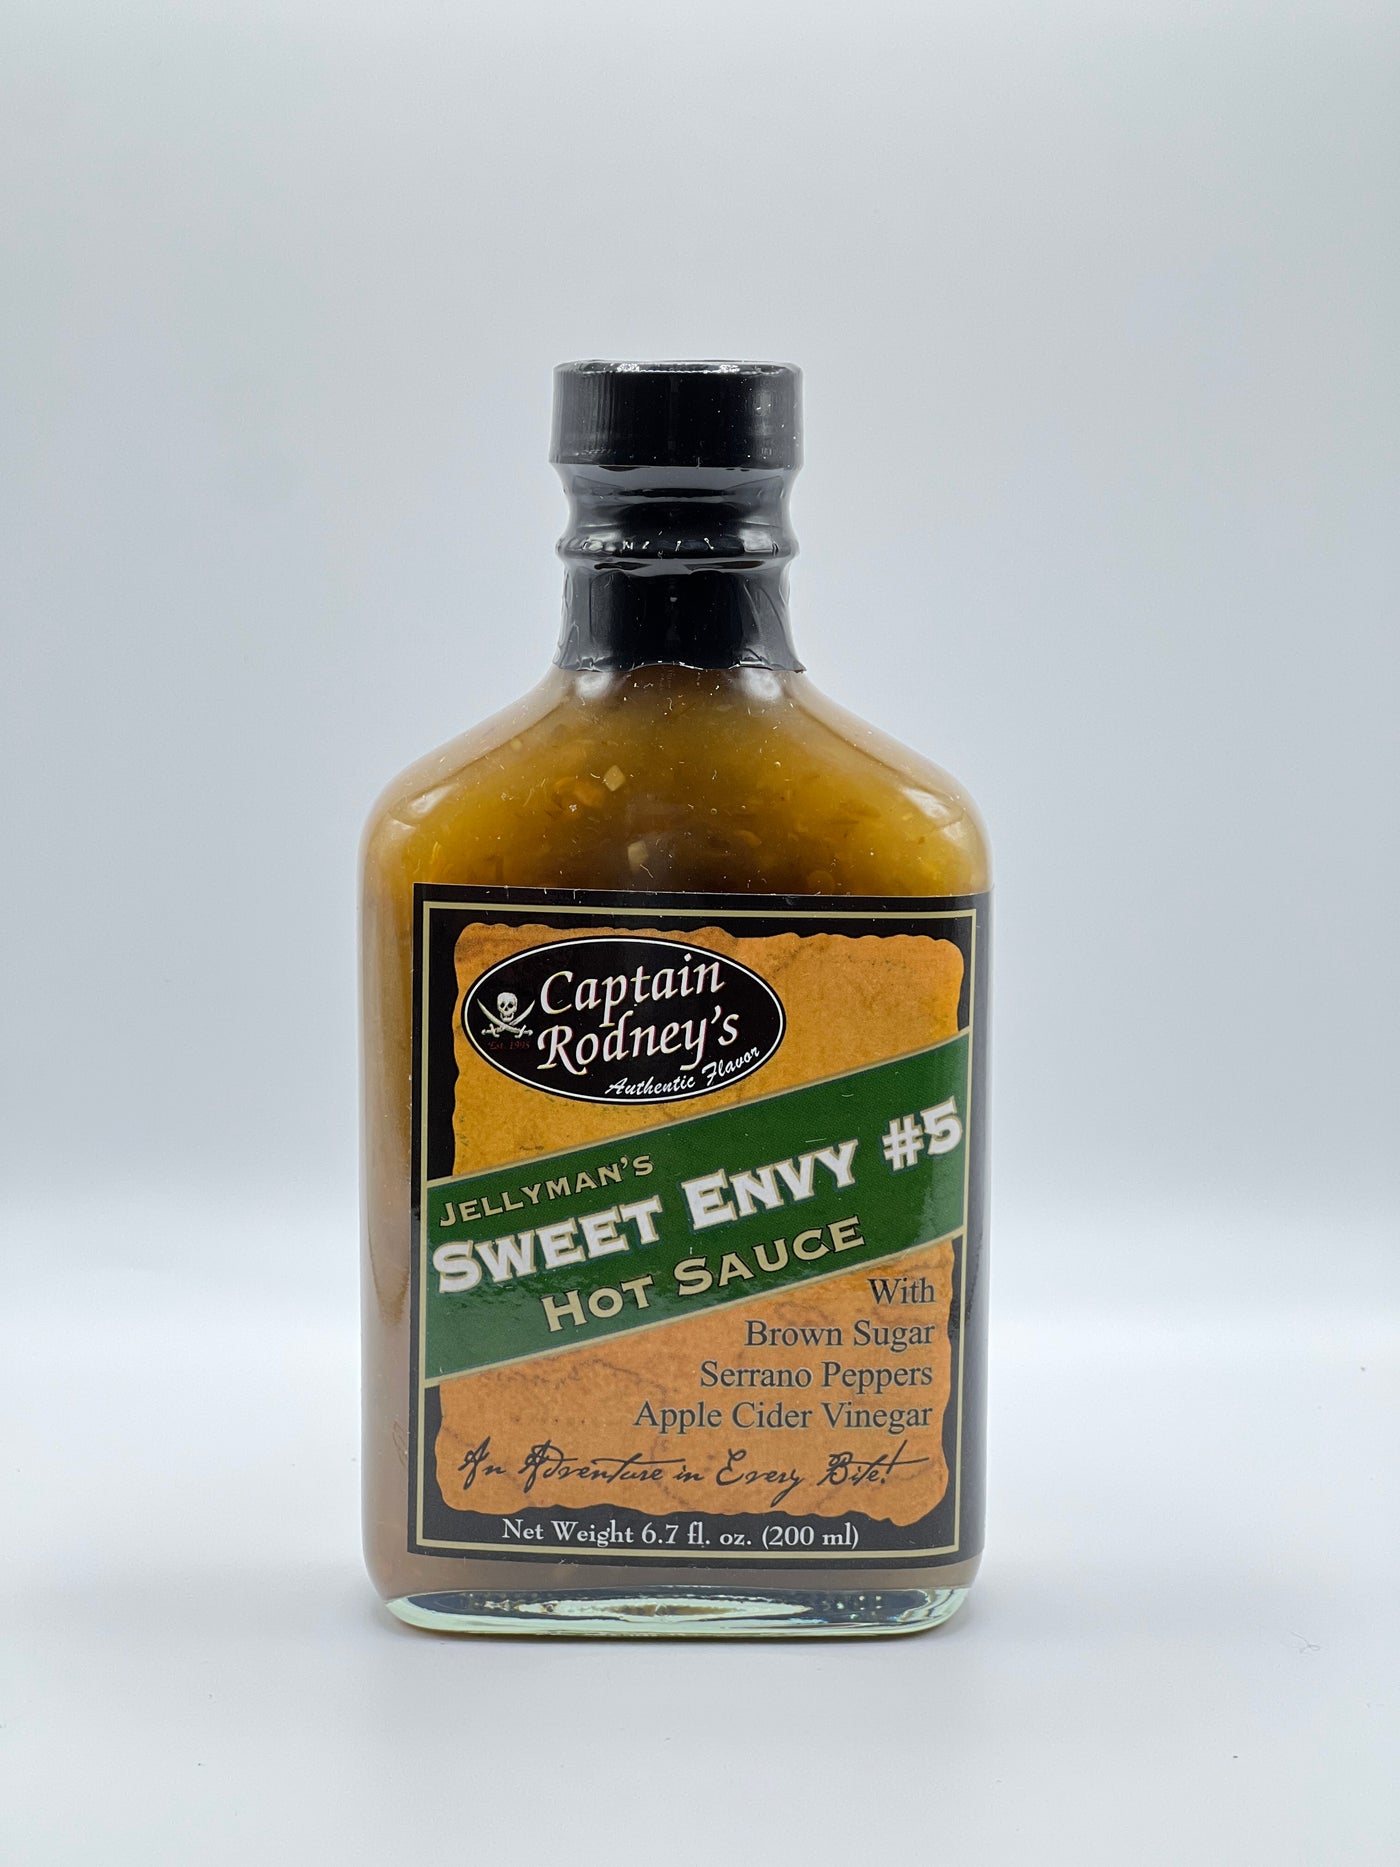 Captain
Rodney's
Est. 1995
Authentic Flavor
Jellyman's
Sweet Envy #5
Hot Sauce
With
Brown Sugar
Serrano Peppers
Apple Cider Vinegar
An Adventure in Every Bite!
Net Weight 6.7 fl. oz. (200 ml)